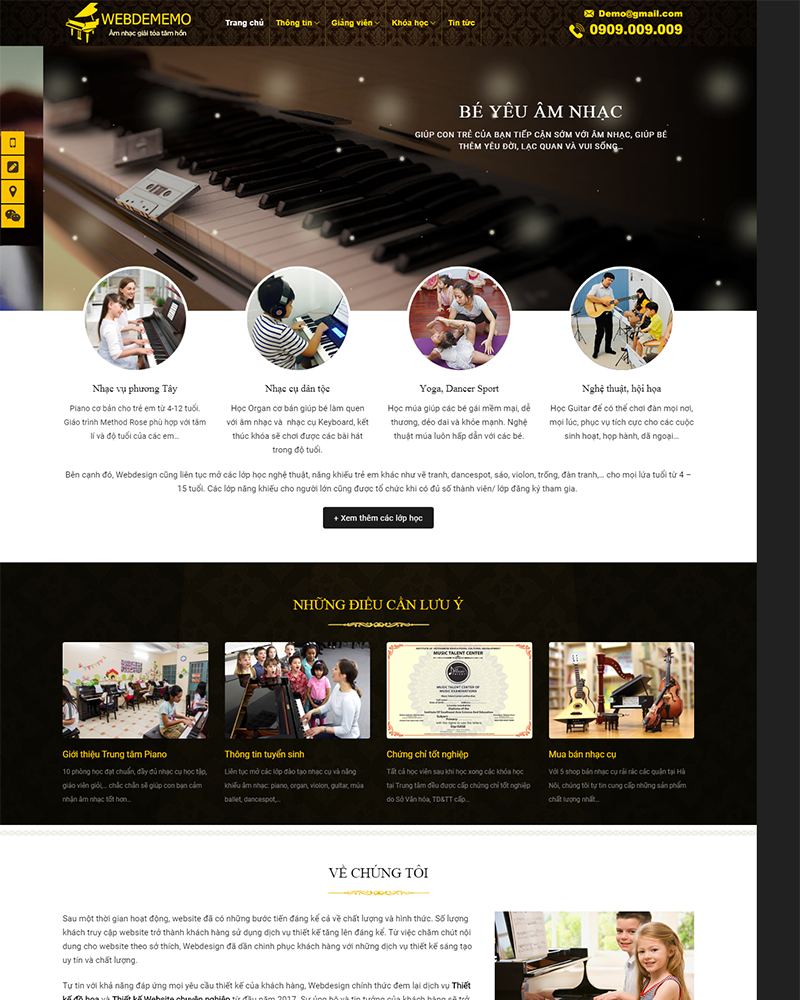 WEBDEMEMO
Âm nhạc giải tỏa tâm hồn
Trang chủ Thông tin Giảng viên Khóa học Tin tức
Demo@gmail.com
0909.009.009
BÉ YÊU ÂM NHẠC
GIÚP CON TRẺ CỦA BẠN TIẾP CẬN SỚM VỚI ÂM NHẠC, GIÚP BÉ
THÊM YÊU ĐỜI, LẠC QUAN VÀ VUI SỐNG...
Nhạc vụ phương Tây
Piano cơ bản cho trẻ em từ 4-12 tuổi.
Giáo trình Method Rose phù hợp với tâm
lí và độ tuổi của các em...
Nhạc cụ dân tộc
Học Organ cơ bản giúp bé làm quen
với âm nhạc và nhạc cụ Keyboard, kết
thúc khóa sẽ chơi được các bài hát
trong độ tuổi.
Yoga, Dancer Sport
Học múa giúp các bé gái mềm mại, dễ
thương, dẻo dai và khỏe mạnh. Nghệ
thuật múa luôn hấp dẫn với các bé.
Nghệ thuật, hội họa
Học Guitar để có thể chơi đàn mọi nơi,
mọi lúc, phục vụ tích cực cho các cuộc
sinh hoạt, họp hành, dã ngoại...
Bên cạnh đó, Webdesign cũng liên tục mở các lớp học nghệ thuật, năng khiếu trẻ em khác như vẽ tranh, dancespot, sáo, violon, trống, đàn tranh,... cho mọi lứa tuổi từ 4 –
15 tuổi. Các lớp năng khiếu cho người lớn cũng được tổ chức khi có đủ số thành viên/ lớp đăng ký tham gia.
+ Xem thêm các lớp học
NHỮNG ĐIỀU CẦN LƯU Ý
MUSIC TALENT CENTER
Giới thiệu Trung tâm Piano
10 phòng học đạt chuẩn, đầy đủ nhạc cụ học tập,
giáo viên giỏi,... chắc chắn sẽ giúp con bạn cảm
nhận âm nhạc tốt hơn...
Thông tin tuyển sinh
Liên tục mở các lớp đào tạo nhạc cụ và năng
khiếu âm nhạc: piano, organ, violon, guitar, múa
ballet, dancespot,...
Chứng chỉ tốt nghiệp
Tất cả học viên sau khi học xong các khóa học
tại Trung tâm đều được cấp chứng chỉ tốt nghiệp
do Sở Văn hóa, TD&TT cấp...
Mua bán nhạc cụ
Với 5 shop bán nhạc cụ rải rác các quận tại Hà
Nội, chúng tôi tự tin cung cấp những sản phẩm
chất lượng nhất...
VỀ CHÚNG TÔI
Sau một thời gian hoạt động, website đã có những bước tiến đáng kể cả về chất lượng và hình thức. Số lượng
khách truy cập website trở thành khách hàng sử dụng dịch vụ thiết kế tăng lên đáng kể. Từ việc chăm chút nội
dung cho website theo sở thích, Webdesign đã dần chinh phục khách hàng với những dịch vụ thiết kế sáng tạo
uy tín và chất lượng.
Tự tin với khả năng đáp ứng mọi yêu cầu thiết kế của khách hàng, Webdesign chính thức đem lại dịch vụ Thiết
kế đồ họa và Thiết kế Website chuyên nghiệp từ đầu năm 2017. Sự ủng hộ và tin tưởng của khách hàng sẽ trở